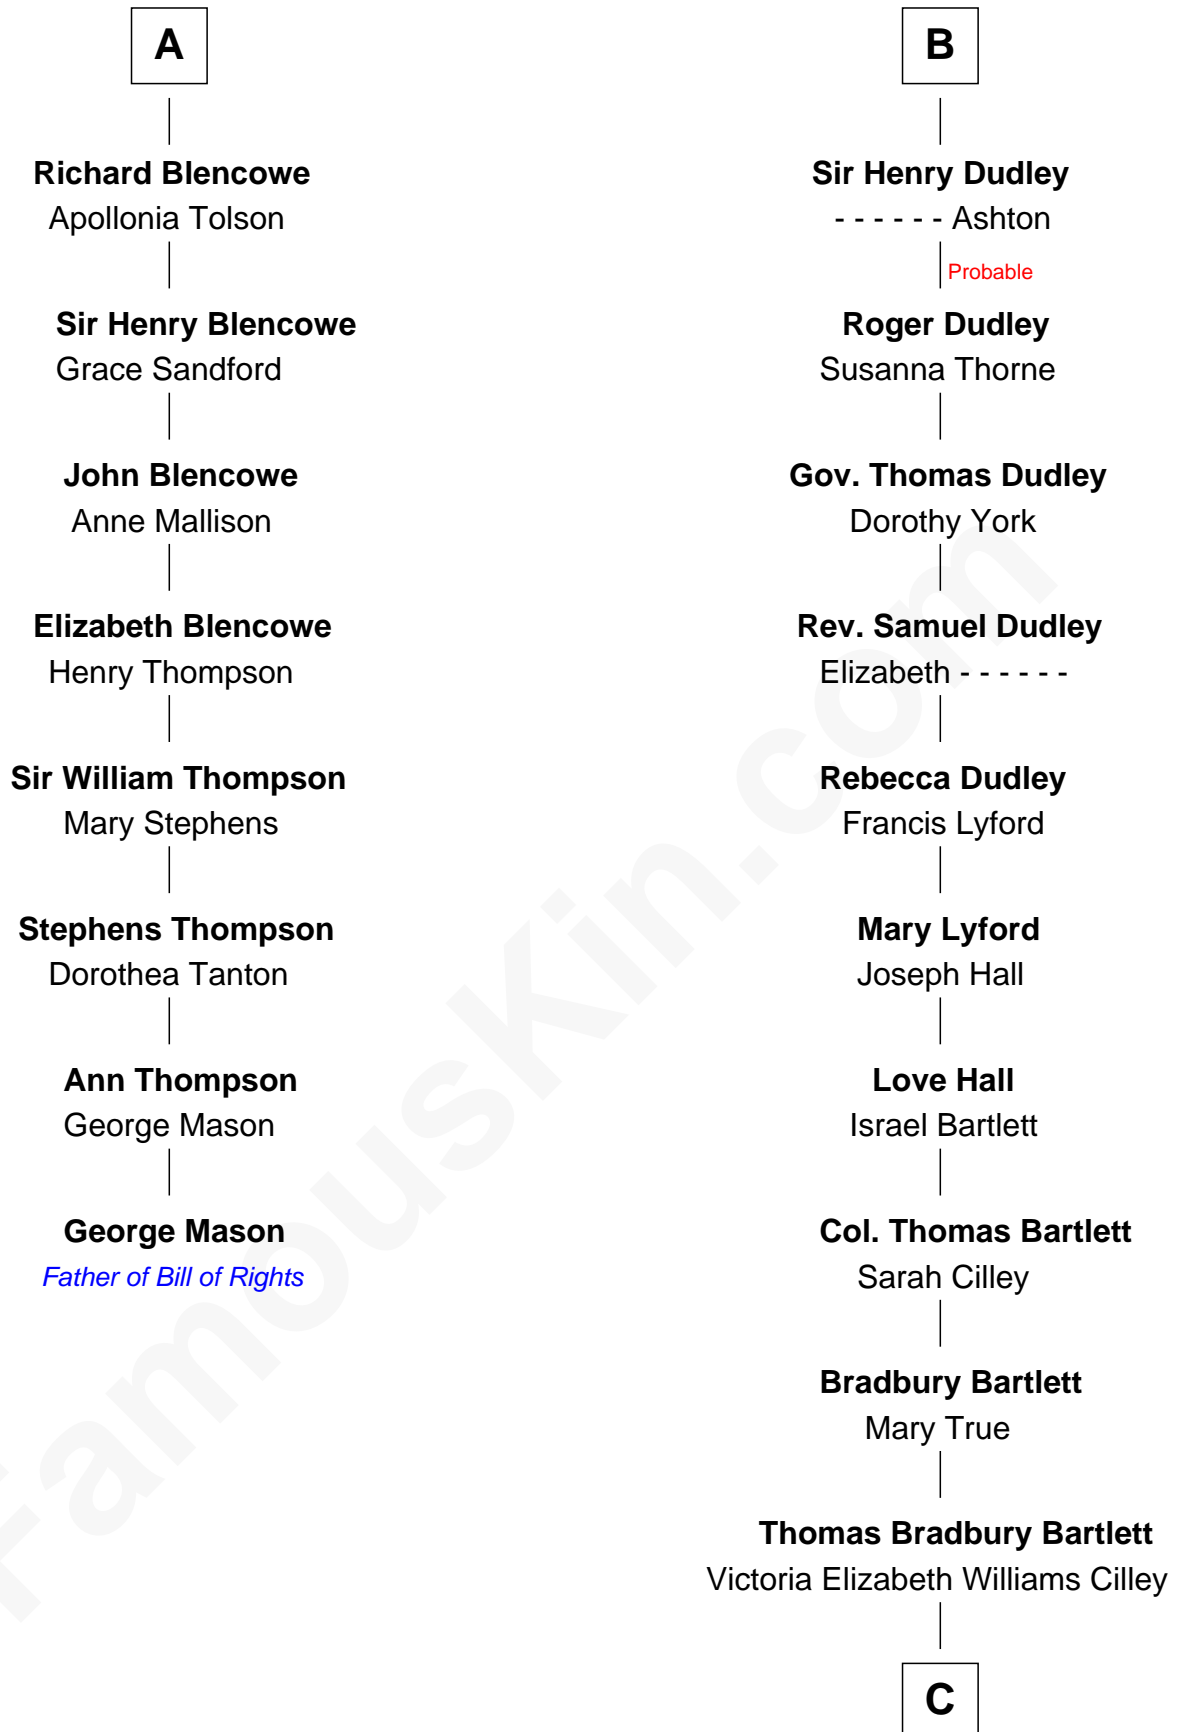 A
Richard Blencowe
Apollonia Tolson
Sir Henry Blencowe
Grace Sandford
John Blencowe
Anne Mallison
Elizabeth Blencowe
Henry Thompson
Sir William Thompson
Mary Stephens
Stephens Thompson
Dorothea Tanton
Ann Thompson
George Mason
George Mason
Father of Bill of Rights
B
Sir Henry Dudley
- - - - - - Ashton
Probable
Roger Dudley
Susanna Thorne
Gov. Thomas Dudley
Dorothy York
Rev. Samuel Dudley
Elizabeth - - - - - -
Rebecca Dudley
Francis Lyford
Mary Lyford
Joseph Hall
Love Hall
Israel Bartlett
Col. Thomas Bartlett
Sarah Cilley
Bradbury Bartlett
Mary True
Thomas Bradbury Bartlett
Victoria Elizabeth Williams Cilley
C
FamousKin.com